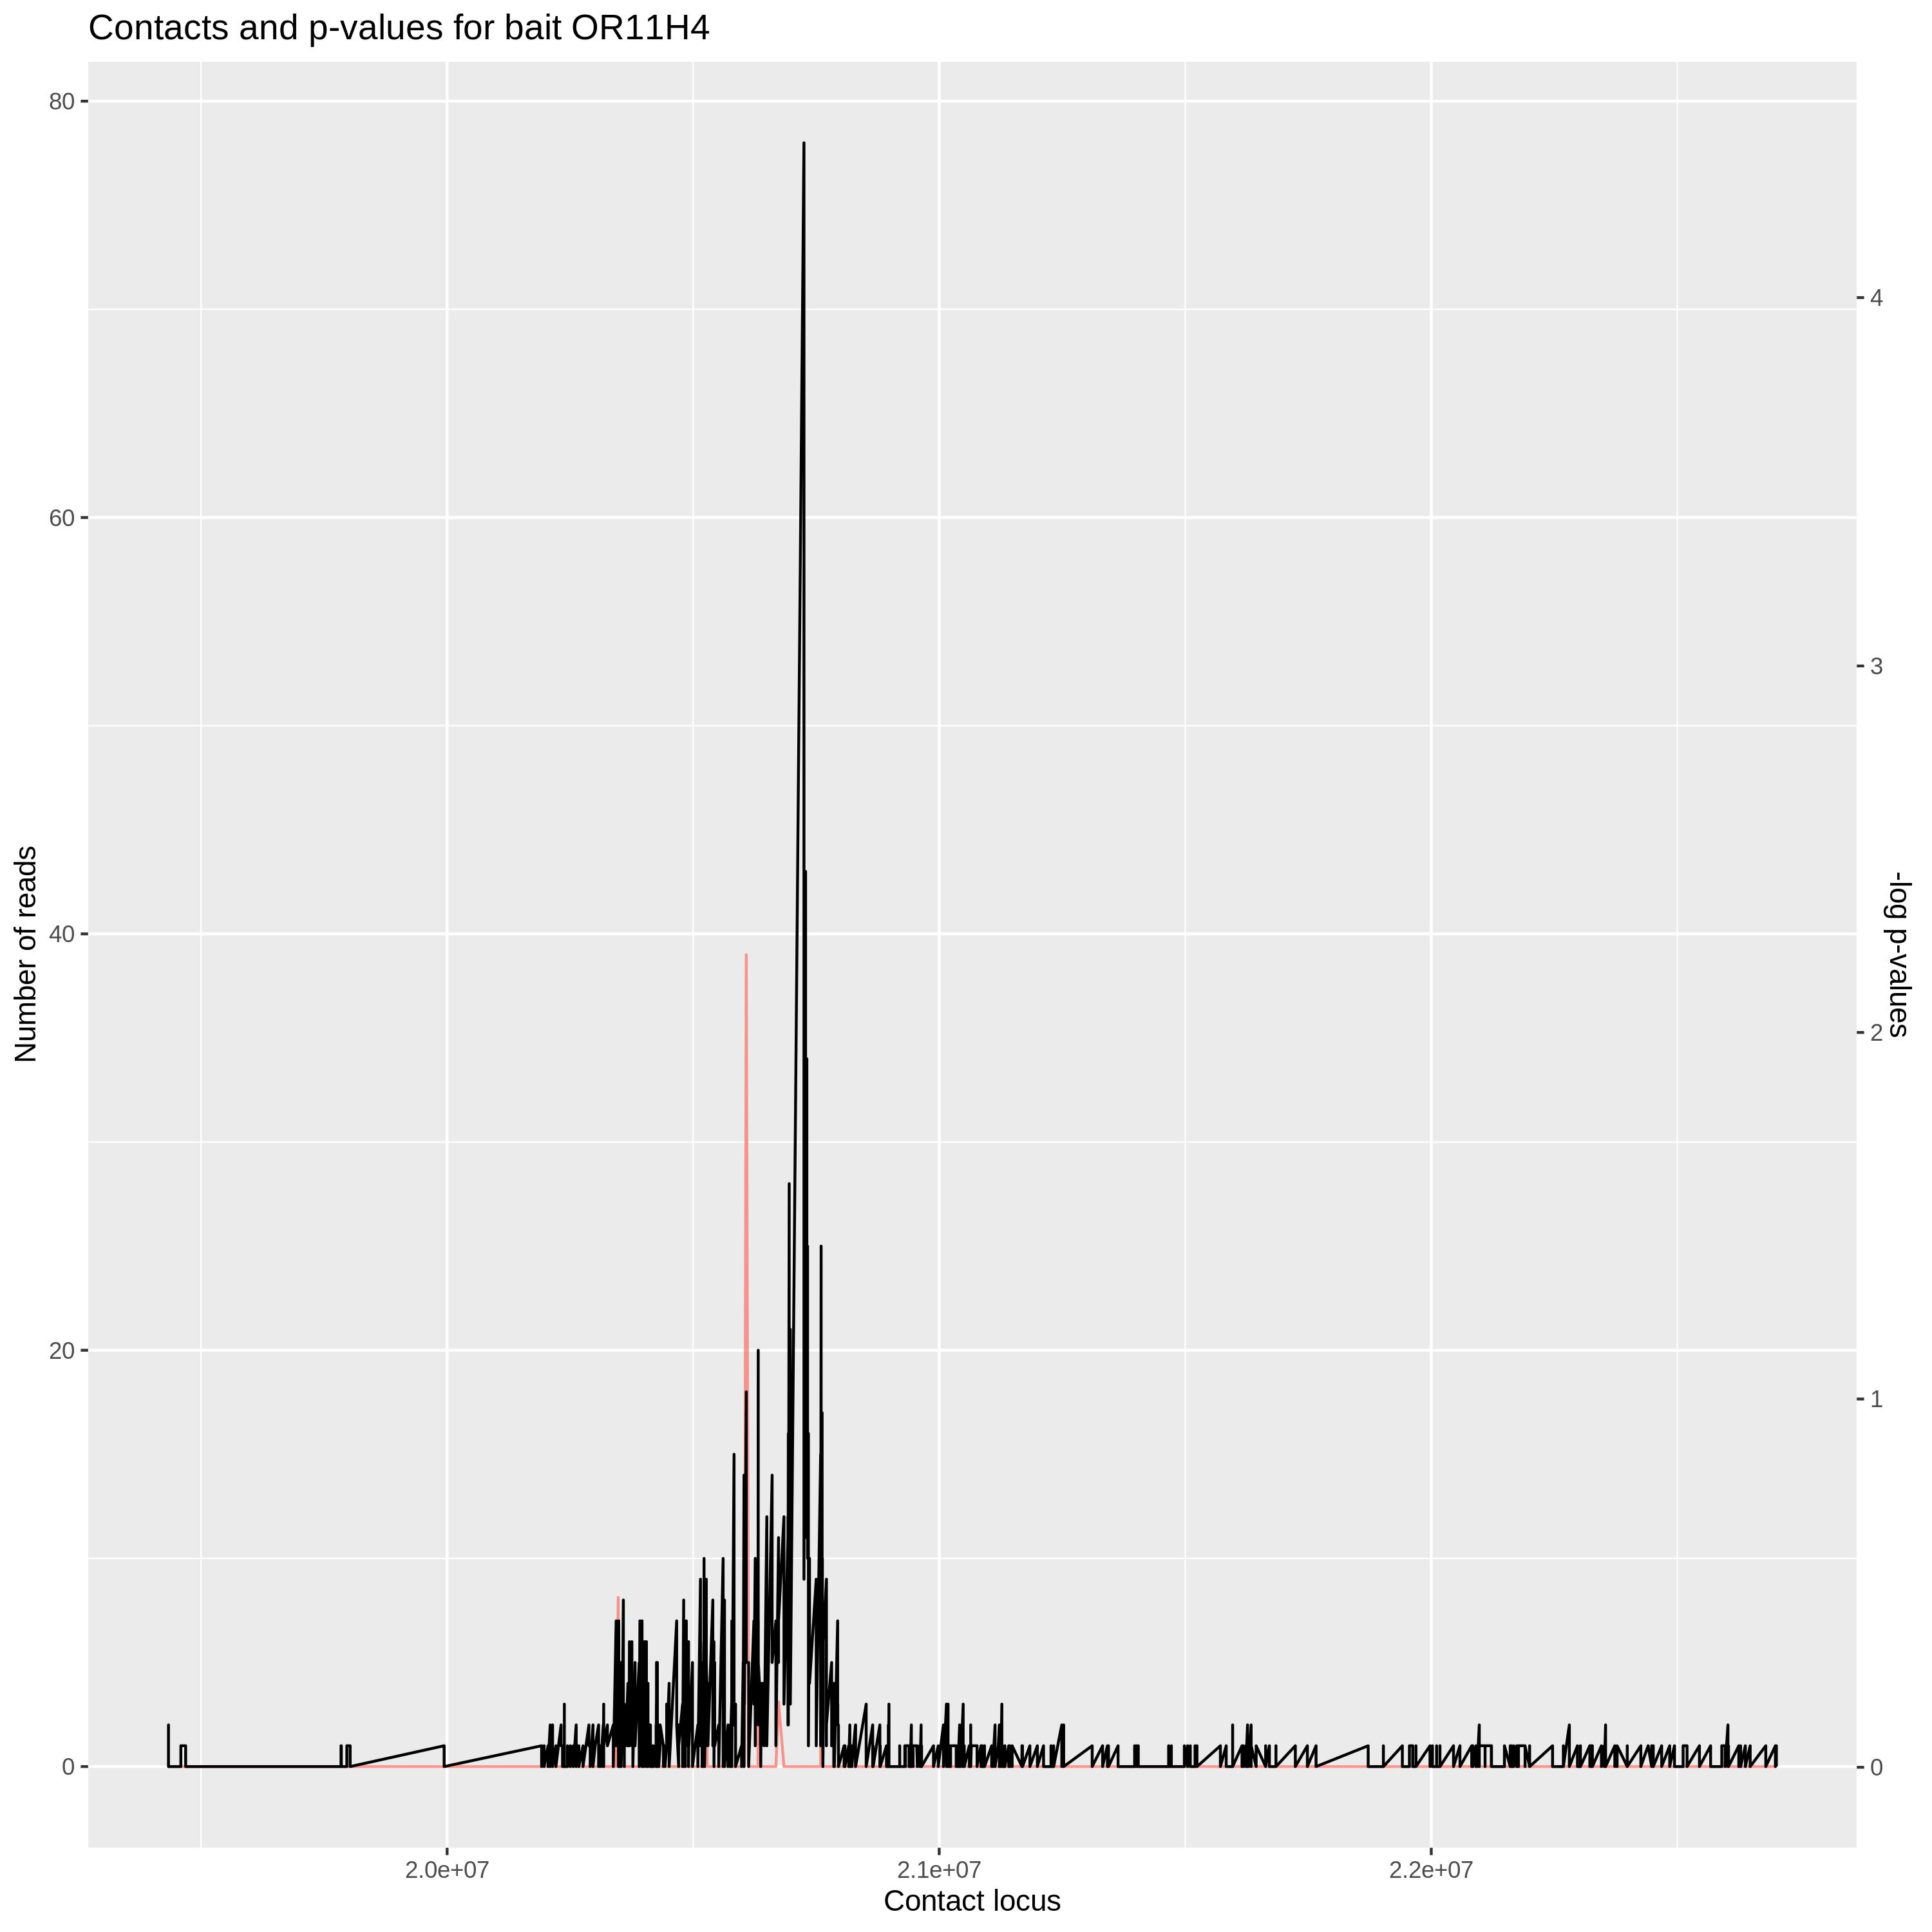 Contacts and p-values for bait OR11H4
80
60
40
20
0
4
3
2
1
0
Number of reads
-log p-values
2.0e+07
2.1e+07
2.2e+07
Contact locus